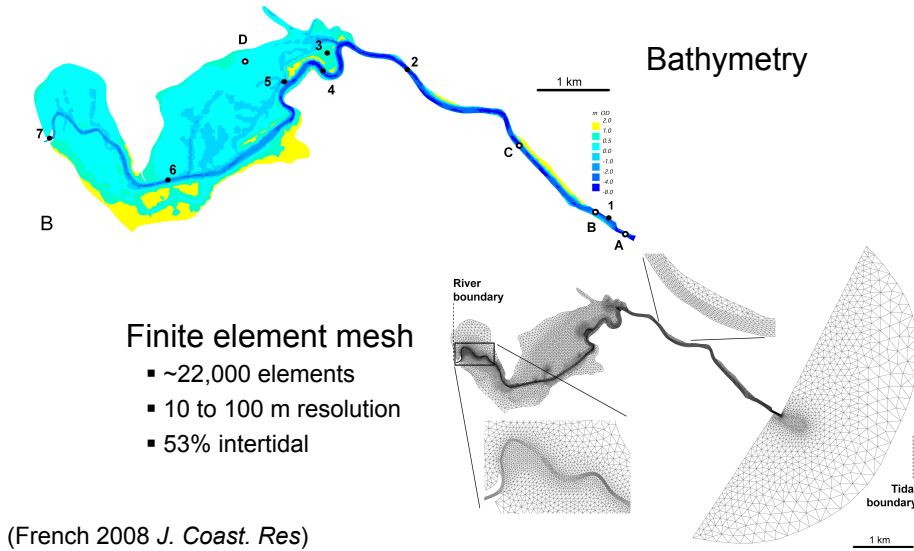 Bathymetry
D
3
2
4
5
1 km
m OD
2.0
1.0
0.5
0.0
-1.0
-2.0
-4.0
-8.0
7
C
6
1
B
B
A
River
boundary
Finite element mesh
▪ ~22,000 elements
▪ 10 to 100 m resolution
▪ 53% intertidal
Tida
boundary
1 km
(French 2008 J. Coast. Res)